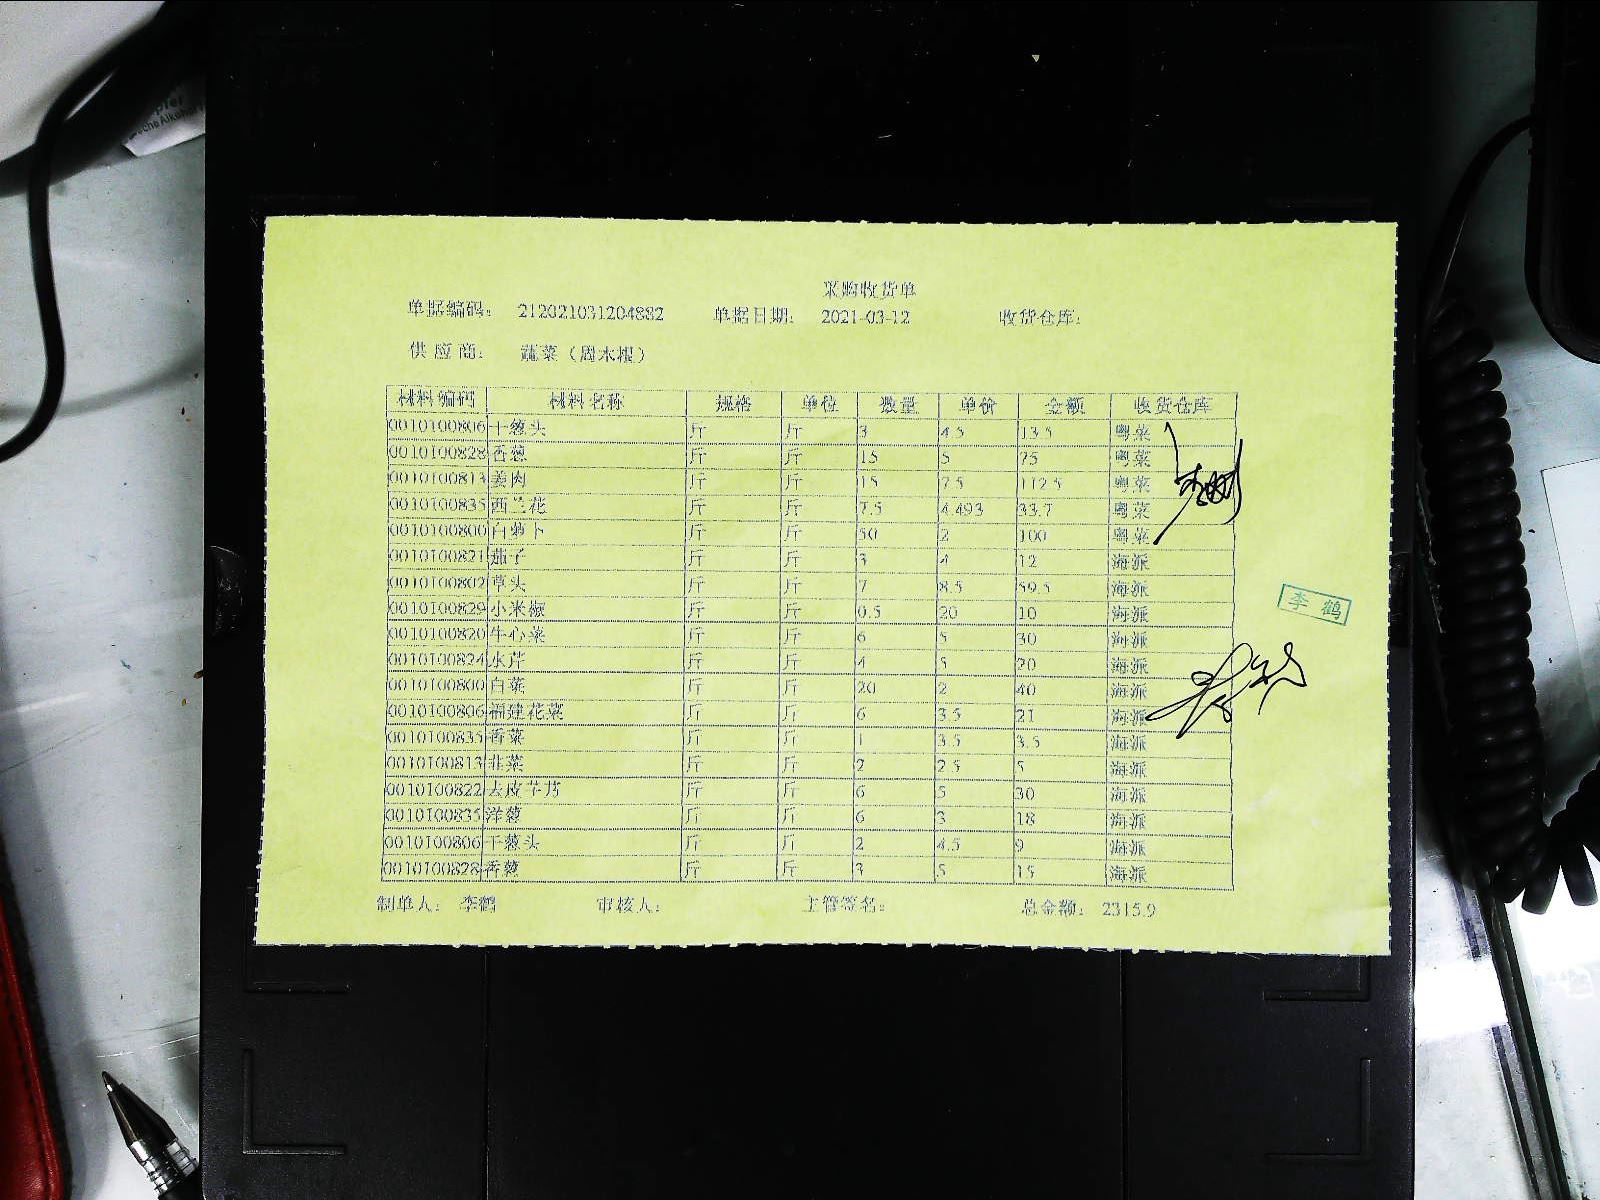 采购收货单
单据编码： 212021031204882 单据日期： 2021-03-12 收货仓库：
供 应 商： 蔬菜（周木根）
材料编码 材料名称 规格 单位 数量 单价 金额 收货仓库
0010100806 干葱头 斤 斤 3 4.5 13.5 粤菜
0010100828 香葱 斤 斤 15 5 75 粤菜
0010100813 姜肉 斤 斤 15 7.5 112.5 粤菜
0010100835 西兰花 斤 斤 7.5 4.493 33.7 粤菜
0010100800 白萝卜 斤 斤 50 2 100 粤菜
0010100821 茄子 斤 斤 3 4 12 海派
0010100802 草头 斤 斤 7 8.5 59.5 海派
0010100829 小米椒 斤 斤 0.5 20 10 海派
0010100820 牛心菜 斤 斤 6 5 30 海派
0010100824 水芹 斤 斤 4 5 20 海派
0010100800 白菜 斤 斤 20 2 40 海派
0010100806 福建花菜 斤 斤 6 3.5 21 海派
0010100835 香菜 斤 斤 1 3.5 3.5 海派
0010100813 韭菜 斤 斤 2 2.5 5 海派
0010100822 去皮芋艿 斤 斤 6 5 30 海派
0010100835 洋葱 斤 斤 6 3 18 海派
0010100806 干葱头 斤 斤 2 4.5 9 海派
0010100828 香葱 斤 斤 3 5 15 海派
李鹤
制单人： 李鹤 审核人： 主管签名： 总金额： 2315.9